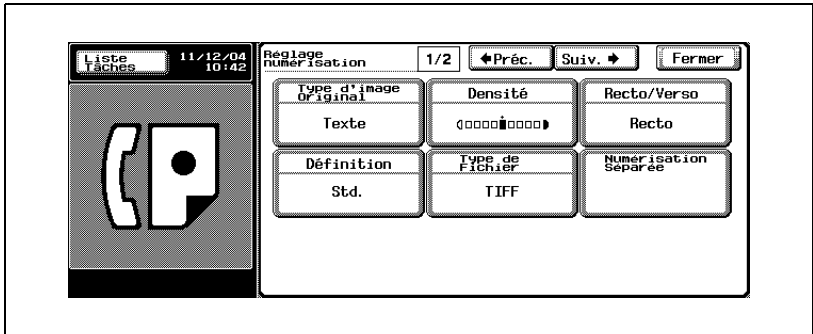 Liste
Tâches
11/12/04
10:42
Réglage
numérisation
1/2
Préc.
Suiv.
Fermer
Type d'image
Original
Texte
Densité
Recto/Verso
Recto
Définition
Std.
Type de
Fichier
TIFF
Numérisation
Séparée